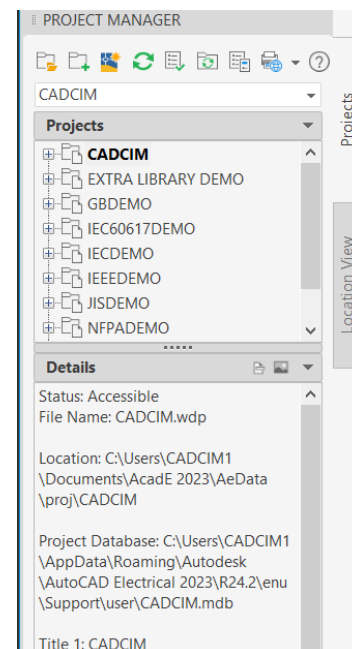 PROJECT MANAGER
CADCIM
Projects
CADCIM
EXTRA LIBRARY DEMO
GBDEMO
IEC60617DEMO
IECDEMO
IEEEDEMO
JISDEMO
NFPADEMO
Details
Status: Accessible
File Name: CADCIM.wdp
Location: C:\Users\CADCIM1
\Documents\AcadE 2023\AeData
\proj\CADCIM
Project Database: C:\Users\CADCIM1
\AppData\Roaming\Autodesk
\AutoCAD Electrical 2023\R24.2\enu
\Support\user\CADCIM.mdb
Title 1: CADCIM
Projects
Location View